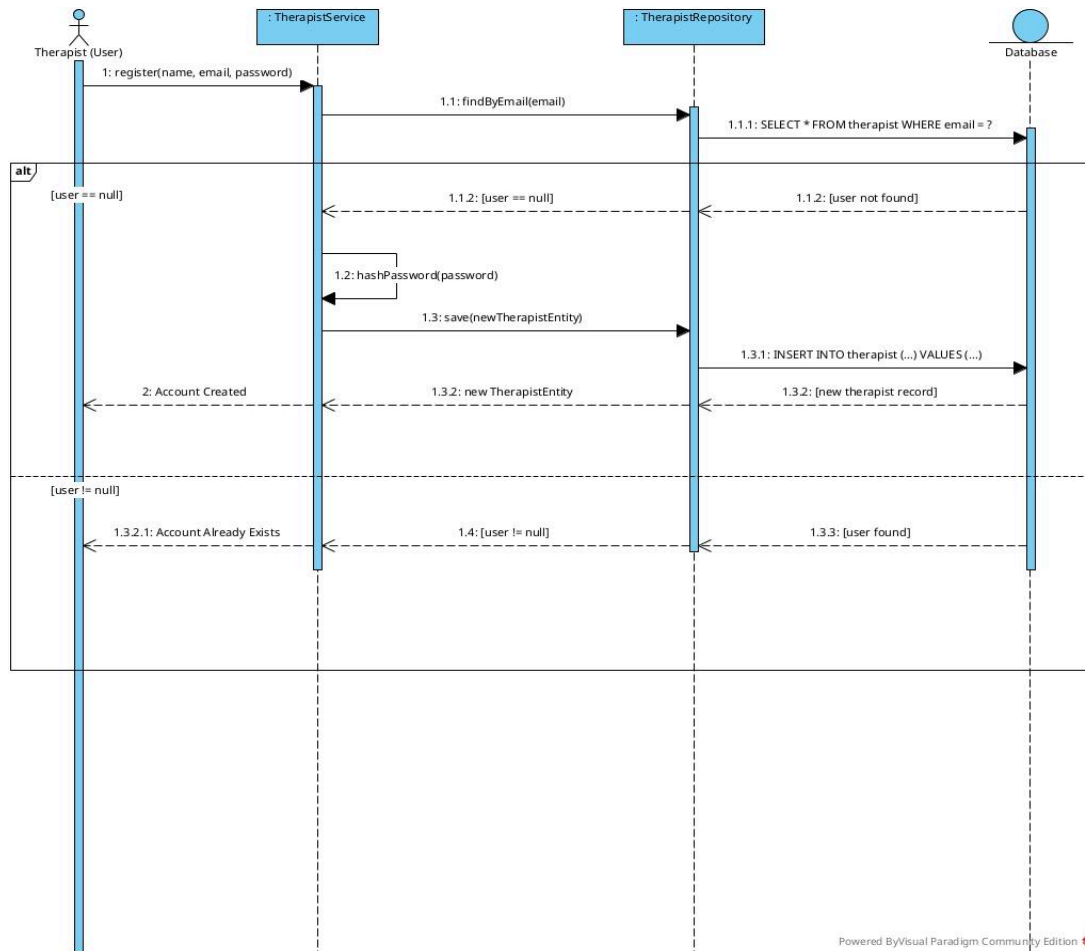 : TherapistService
: TherapistRepository
Therapist (User)
Database
1: register(name, email, password)
1.1: findByEmail(email)
1.1.1: SELECT * FROM therapist WHERE email = ?
alt
[user == null]
1.1.2: [user == null]
1.1.2: [user not found]
1.2: hashPassword(password)
1.3: save(newTherapistEntity)
1.3.1: INSERT INTO therapist (...) VALUES (...)
2: Account Created
1.3.2: new TherapistEntity
1.3.2: [new therapist record]
[user != null]
1.3.2.1: Account Already Exists
1.4: [user != null]
1.3.3: [user found]
Powered ByVisual Paradigm Community Edition